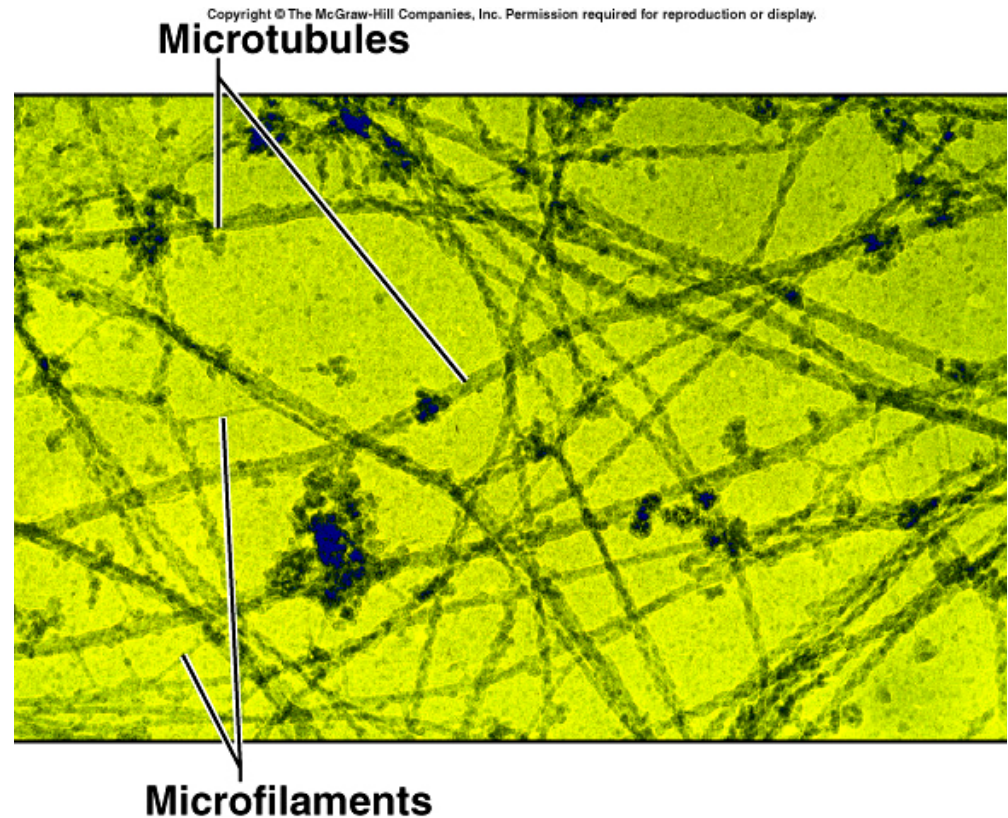 Copyright © The McGraw-Hill Companies, Inc. Permission required for reproduction or display.
Microtubules
Microfilaments